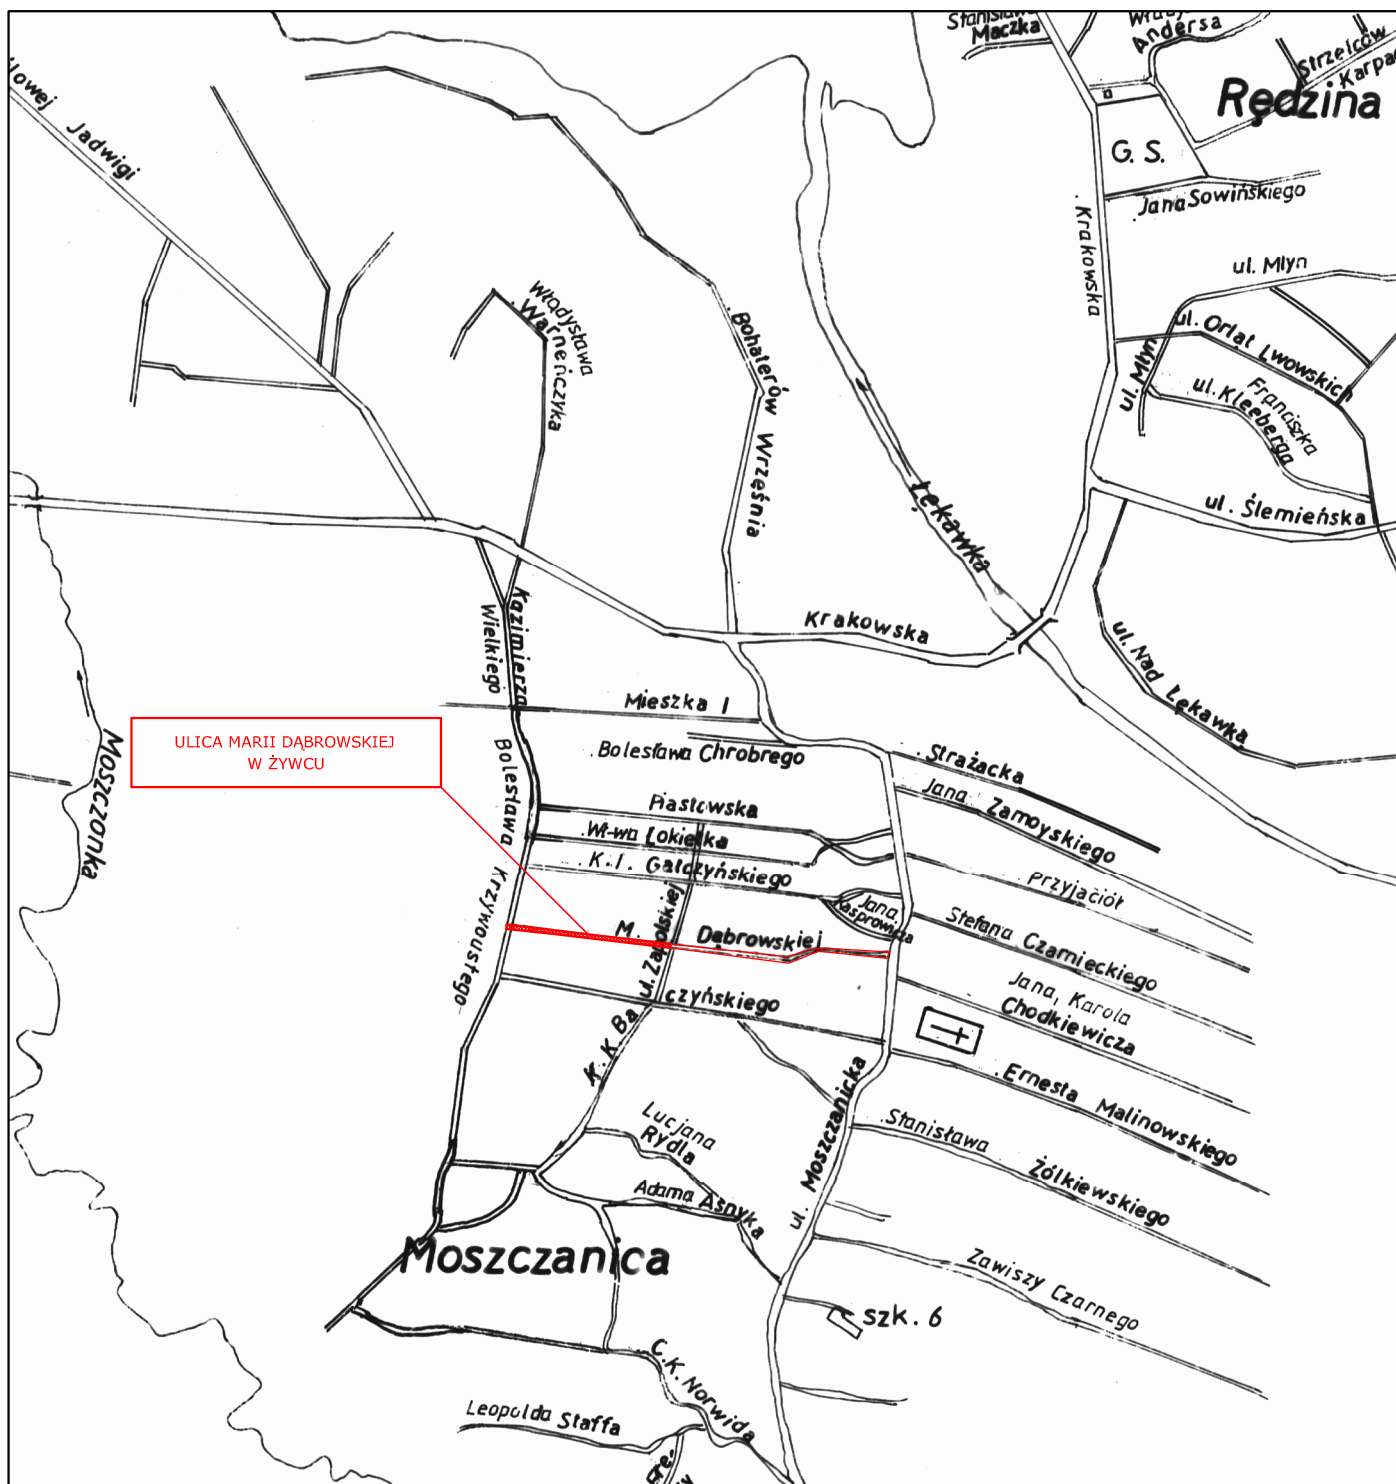 Stanisława
Maczka
Andersa
Strzelców
Rędzina
G. S.
Jana Sowińskiego
Jadwigi
Krakowska
ul. Młyn
ul. Orląt Lwowskich
ul. Młyn
ul. Kleeberga
Franciszka
Władysława
Warneńczyka
Bohaterów Września
Łękawka
ul. Ślemieńska
Krakowska
ul. Nad Łękawką
Kazimierza
Wielkiego
Mieszka I
Bolesława Chrobrego
Strażacka
Jana Zamoyskiego
ULICA MARII DĄBROWSKIEJ
W ŻYWCU
Moszczanka
Bolesława Krzywoustego
Piastowska
Wł-wa Łokietka
K. I. Gałczyńskiego
Przyjaciół
Jana
Kasprowicza
Stefana Czarnieckiego
M. Dąbrowskiej
ul. Zapolskiej
Jana, Karola
Chodkiewicza
K. K. Ba czyńskiego
Ernesta Malinowskiego
ul. Moszczanicka
Lucjana
Rydla
Stanisława Żółkiewskiego
Adama Asnyka
Moszczanica
Zawiszy Czarnego
szk. 6
C.K. Norwida
Leopolda Staffa